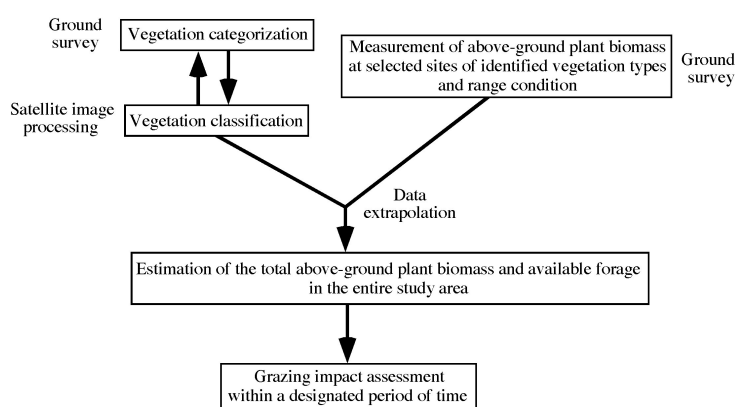 Ground
survey
Vegetation categorization
Measurement of above-ground plant biomass
at selected sites of identified vegetation types
and range condition
Ground
survey
Satellite image
processing
Vegetation classification
Data
extrapolation
Estimation of the total above-ground plant biomass and available forage
in the entire study area
Grazing impact assessment
within a designated period of time